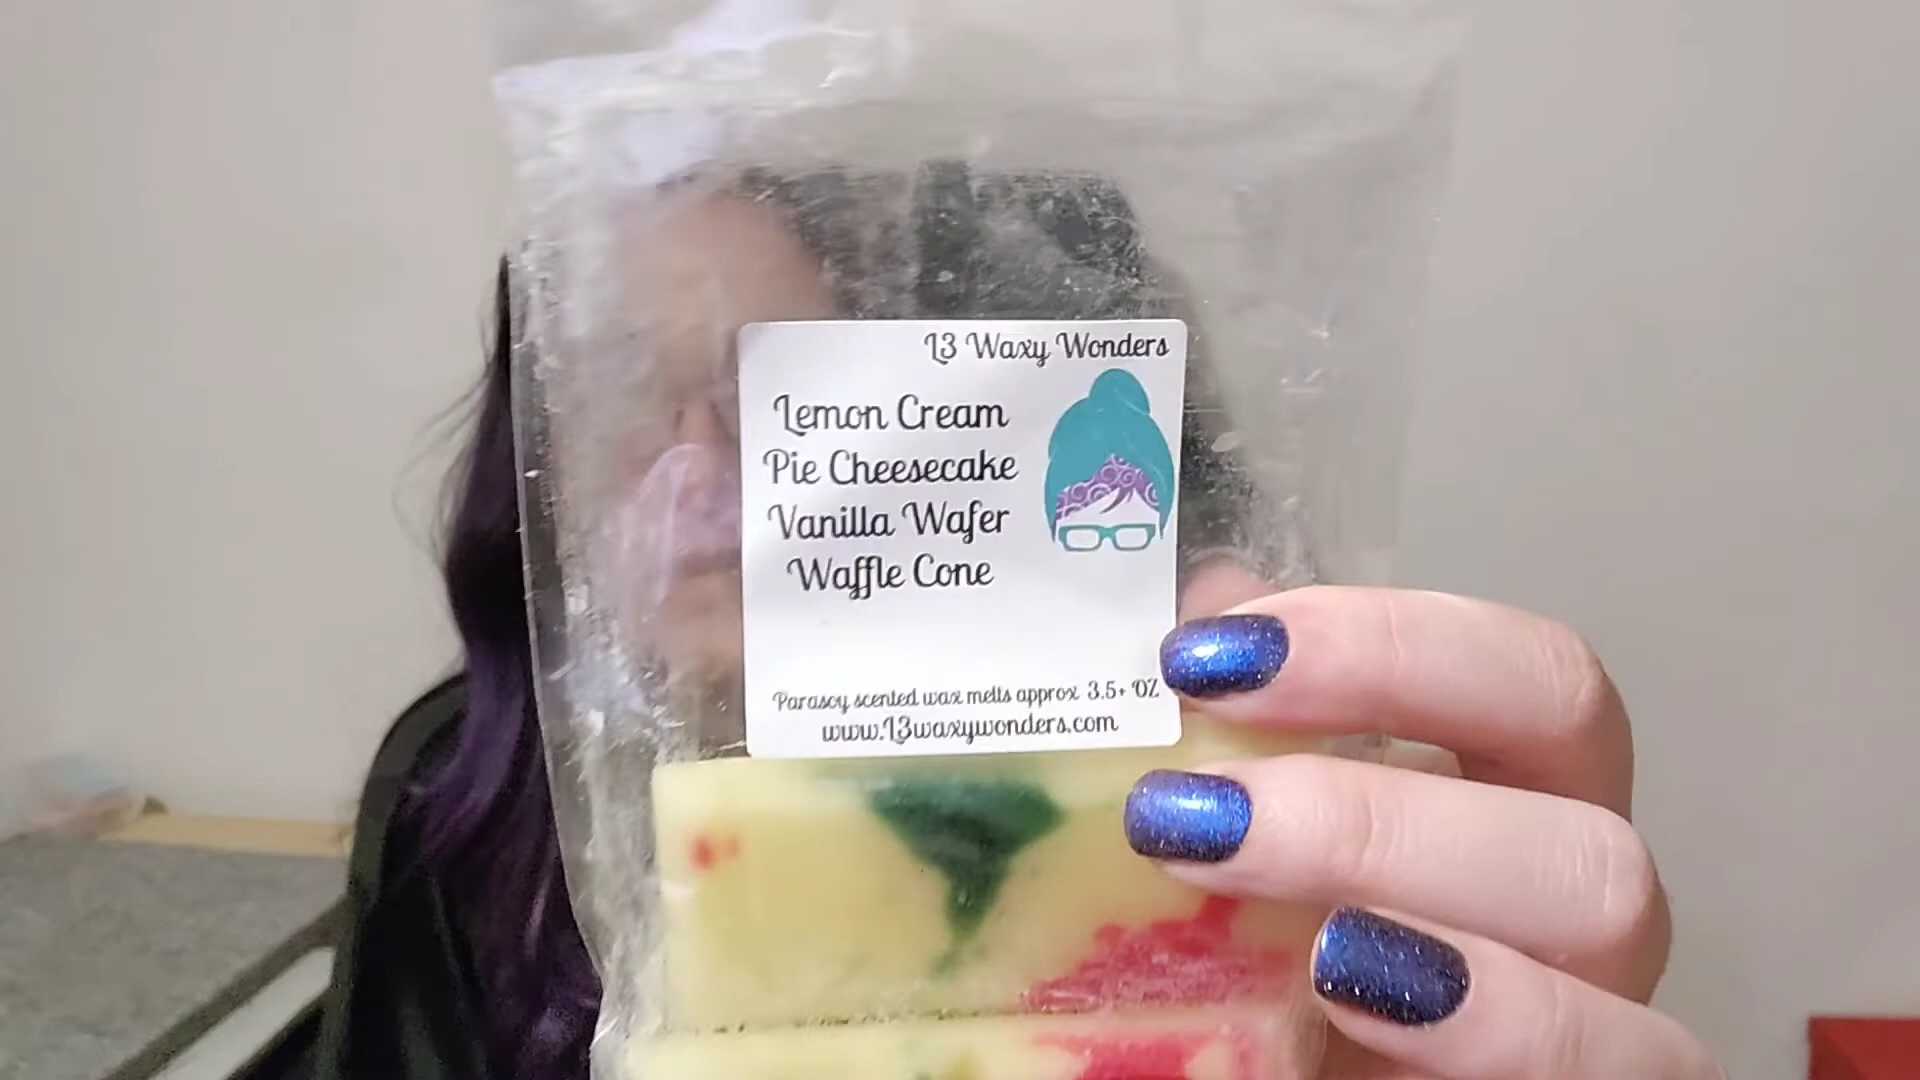 L3 Waxy Wonders
Lemon Cream
Pie Cheesecake
Vanilla Wafer
Waffle Cone
Parasoy scented wax melts approx 3.5+ OZ
www.L3waxywonders.com